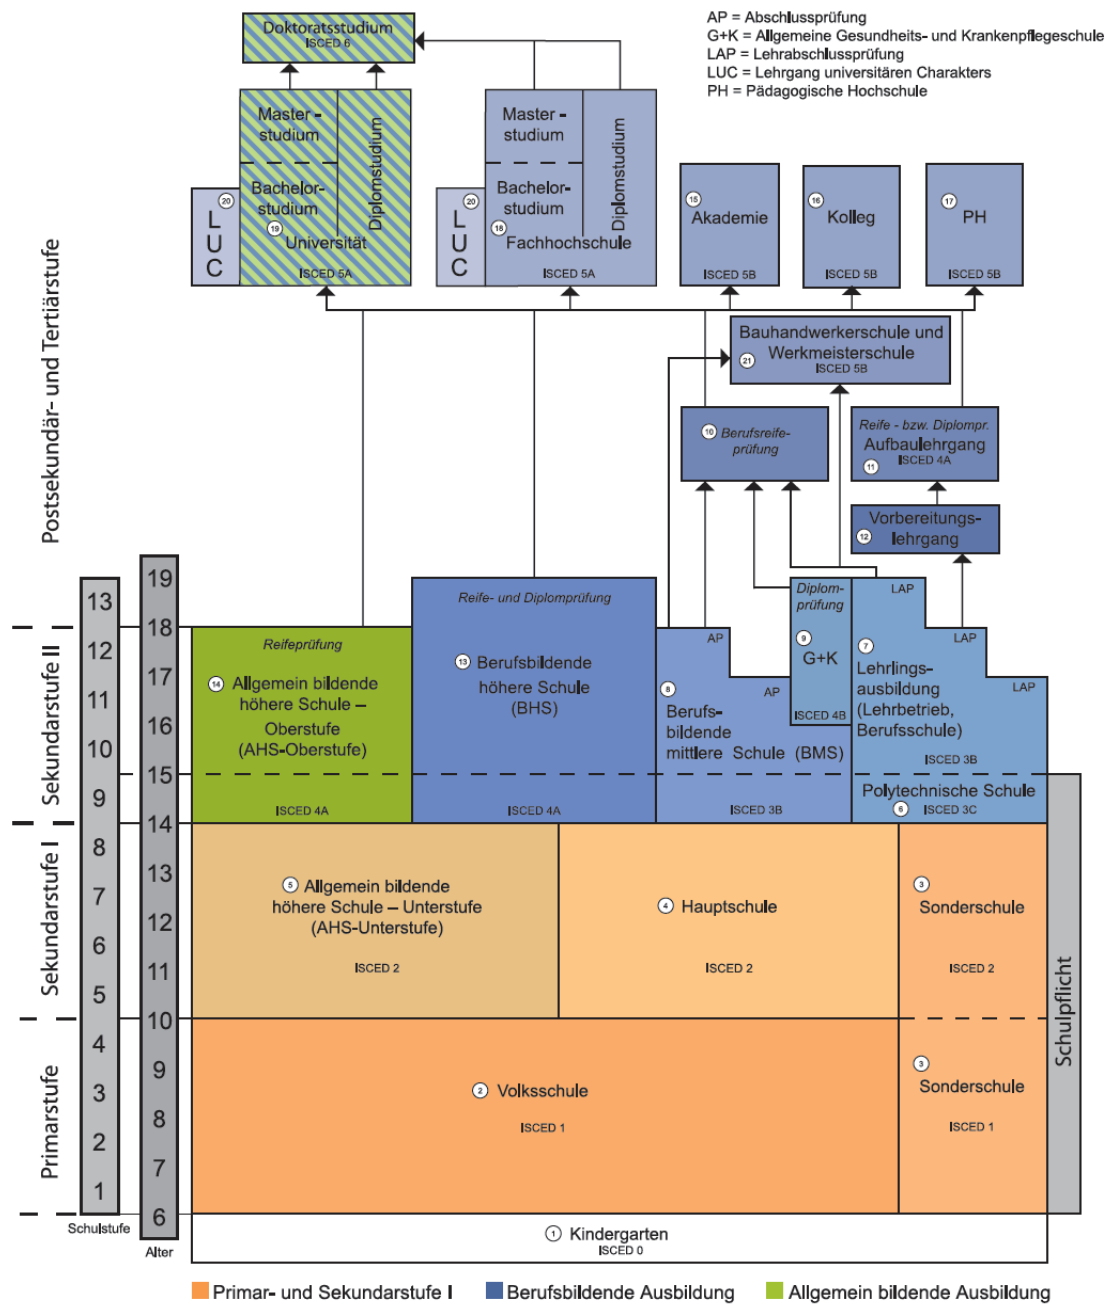 AP = Abschlussprüfung
G+K = Allgemeine Gesundheits- und Krankenpflegeschule
LAP = Lehrabschlussprüfung
LUC = Lehrgang universitären Charakters
PH = Pädagogische Hochschule
Doktoratsstudium
ISCED 6
Master-
studium
Bachelor-
studium
Diplomstudium
19 Universität
ISCED 5A
20
L
U
C
Master-
studium
Bachelor-
studium
Diplomstudium
18 Fachhochschule
ISCED 5A
20
L
U
C
15
Akademie
ISCED 5B
16
Kolleg
ISCED 5B
17
PH
ISCED 5B
Bauhandwerkerschule und
Werkmeisterschule
21
ISCED 5B
10 Berufsreife-
prüfung
Reife - bzw. Diplompr.
Aufbaulehrgang
11 ISCED 4A
Vorbereitungs-
12 lehrgang
Postsekundär- und Tertiärstufe
Sekundarstufe II
Sekundarstufe I
Primarstufe
13
12
11
10
9
8
7
6
5
4
3
2
1
Schulstufe
19
18
17
16
15
14
13
12
11
10
9
8
7
6
Alter
Reifeprüfung
14 Allgemein bildende
höhere Schule –
Oberstufe
(AHS-Oberstufe)
ISCED 4A
Reife- und Diplomprüfung
13 Berufsbildende
höhere Schule
(BHS)
ISCED 4A
AP
AP
8
Berufs-
bildende
mittlere Schule (BMS)
ISCED 3B
Diplom-
prüfung
9
G+K
ISCED 4B
LAP
LAP
LAP
7
Lehrlings-
ausbildung
(Lehrbetrieb,
Berufsschule)
ISCED 3B
Polytechnische Schule
6 ISCED 3C
5 Allgemein bildende
höhere Schule – Unterstufe
(AHS-Unterstufe)
ISCED 2
4 Hauptschule
ISCED 2
3
Sonderschule
ISCED 2
2 Volksschule
ISCED 1
3
Sonderschule
ISCED 1
Schulpflicht
1 Kindergarten
ISCED 0
Primar- und Sekundarstufe I
Berufsbildende Ausbildung
Allgemein bildende Ausbildung